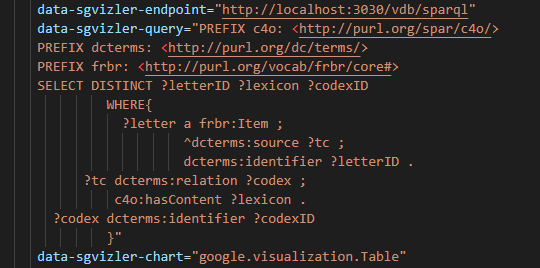 data-sgvizler-endpoint="http://localhost:3030/vdb/sparql"
data-sgvizler-query="PREFIX c4o: <http://purl.org/spar/c4o/>
PREFIX dcterms: <http://purl.org/dc/terms/>
PREFIX frbr: <http://purl.org/vocab/frbr/core#>
SELECT DISTINCT ?letterID ?lexicon ?codexID
WHERE{
?letter a frbr:Item ;
^dcterms:source ?tc ;
dcterms:identifier ?letterID .
?tc dcterms:relation ?codex ;
c4o:hasContent ?lexicon .
?codex dcterms:identifier ?codexID
}"
data-sgvizler-chart="google.visualization.Table"